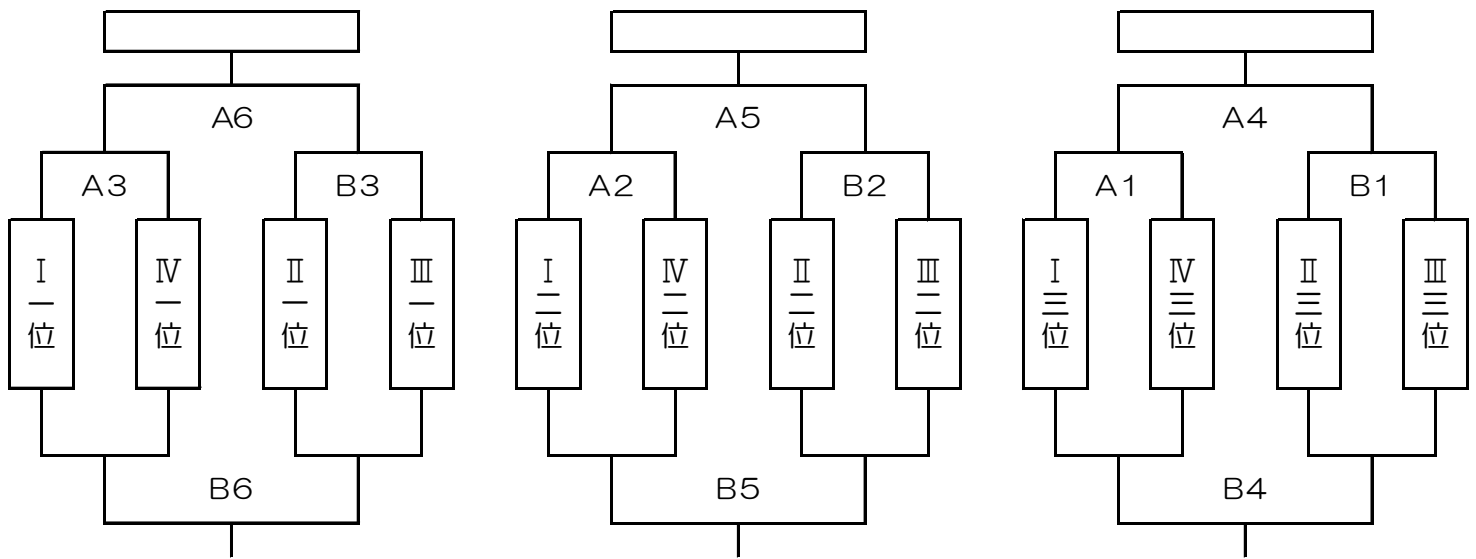 A6
A5
A4
A3
B3
A2
B2
A1
B1
Ⅰ一位
Ⅳ一位
Ⅱ一位
Ⅲ一位
Ⅰ二位
Ⅳ二位
Ⅱ二位
Ⅲ二位
Ⅰ三位
Ⅳ三位
Ⅱ三位
Ⅲ三位
B6
B5
B4